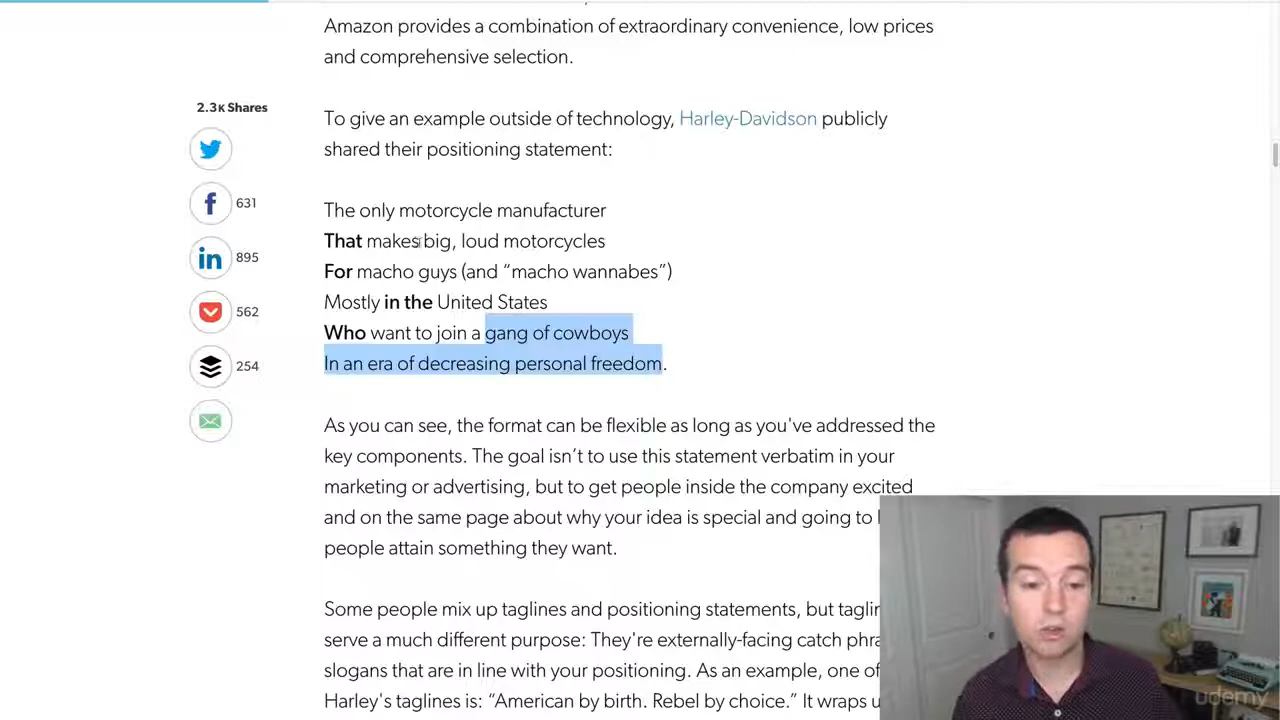 Amazon provides a combination of extraordinary convenience, low prices
and comprehensive selection.
2.3K Shares
To give an example outside of technology, Harley-Davidson publicly
shared their positioning statement:
631
The only motorcycle manufacturer
That makes big, loud motorcycles
895
For macho guys (and “macho wannabes”)
Mostly in the United States
562
Who want to join a gang of cowboys
In an era of decreasing personal freedom.
254
As you can see, the format can be flexible as long as you've addressed the
key components. The goal isn’t to use this statement verbatim in your
marketing or advertising, but to get people inside the company excited
and on the same page about why your idea is special and going to
people attain something they want.
Some people mix up taglines and positioning statements, but
serve a much different purpose: They're externally-facing catch
slogans that are in line with your positioning. As an example, one of
Harley's taglines is: “American by birth. Rebel by choice.” It wraps
udemy